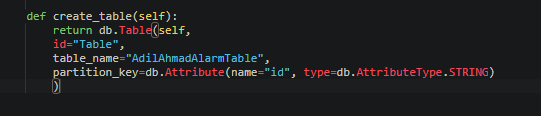 def create_table(self):
return db.Table(self,
id="Table",
table_name="AdilAhmadAlarmTable",
partition_key=db.Attribute(name="id", type=db.AttributeType.STRING)
)